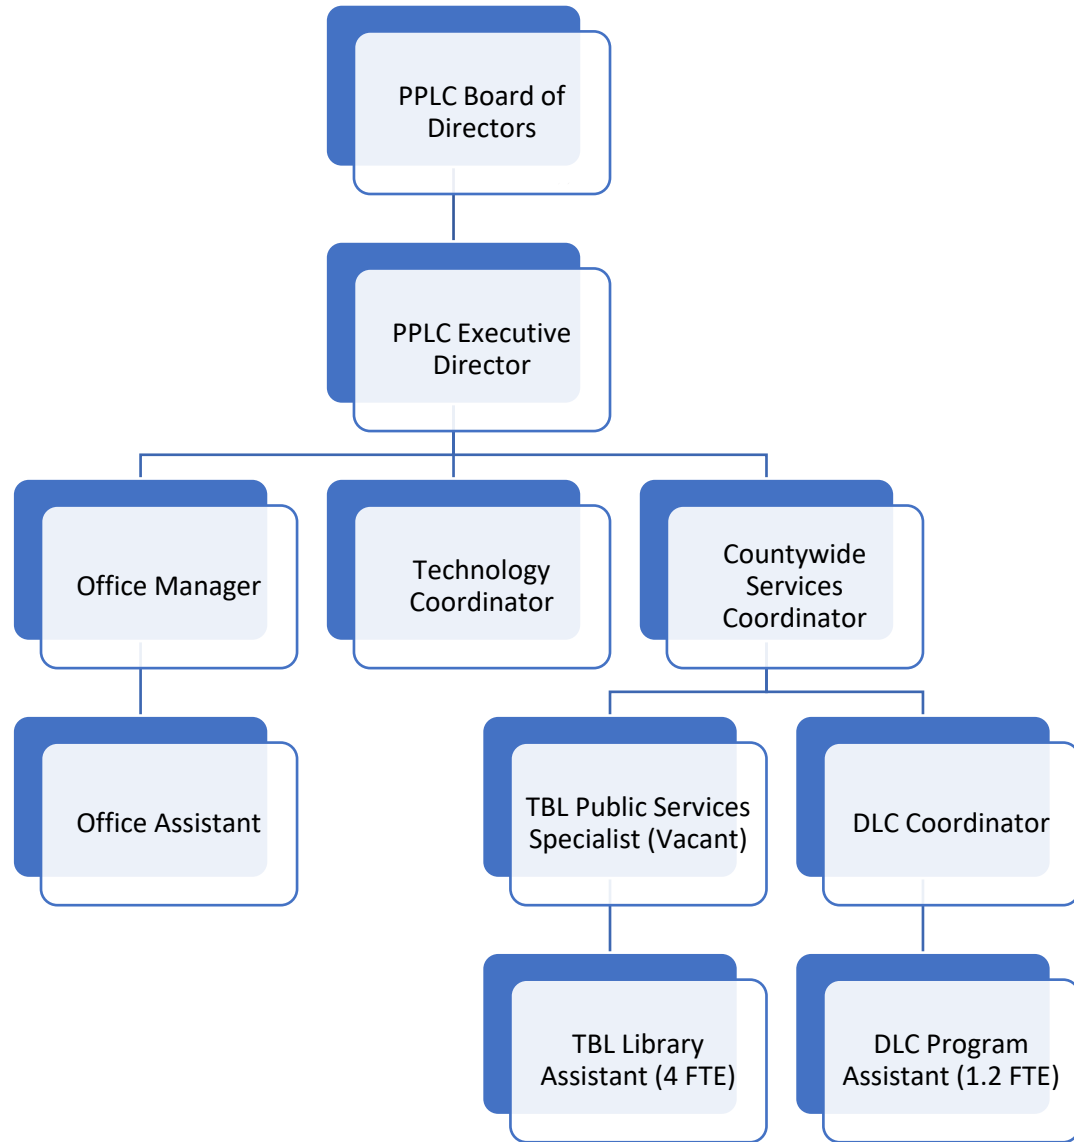 PPLC Board of
Directors
PPLC Executive
Director
Office Manager
Technology
Coordinator
Countywide
Services
Coordinator
Office Assistant
TBL Public Services
Specialist (Vacant)
DLC Coordinator
TBL Library
Assistant (4 FTE)
DLC Program
Assistant (1.2 FTE)